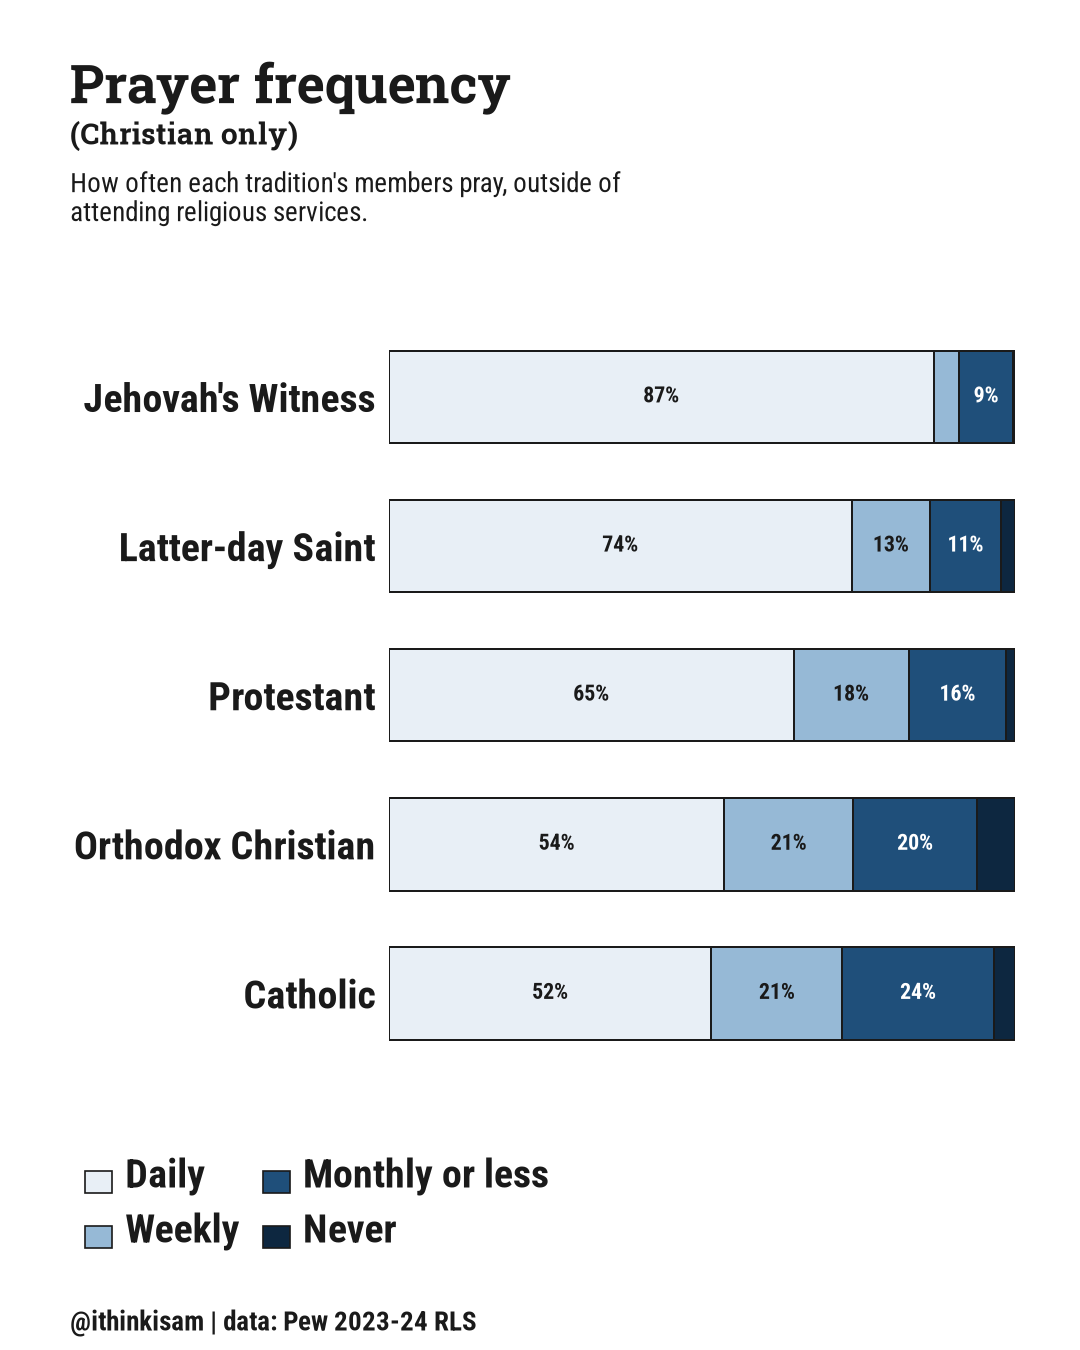 Prayer frequency
(Christian only)
How often each tradition's members pray, outside of
attending religious services.
Jehovah's Witness 87% 9%
Latter-day Saint 74% 13% 11%
Protestant 65% 18% 16%
Orthodox Christian 54% 21% 20%
Catholic 52% 21% 24%
Daily Monthly or less
Weekly Never
@ithinkisam | data: Pew 2023-24 RLS